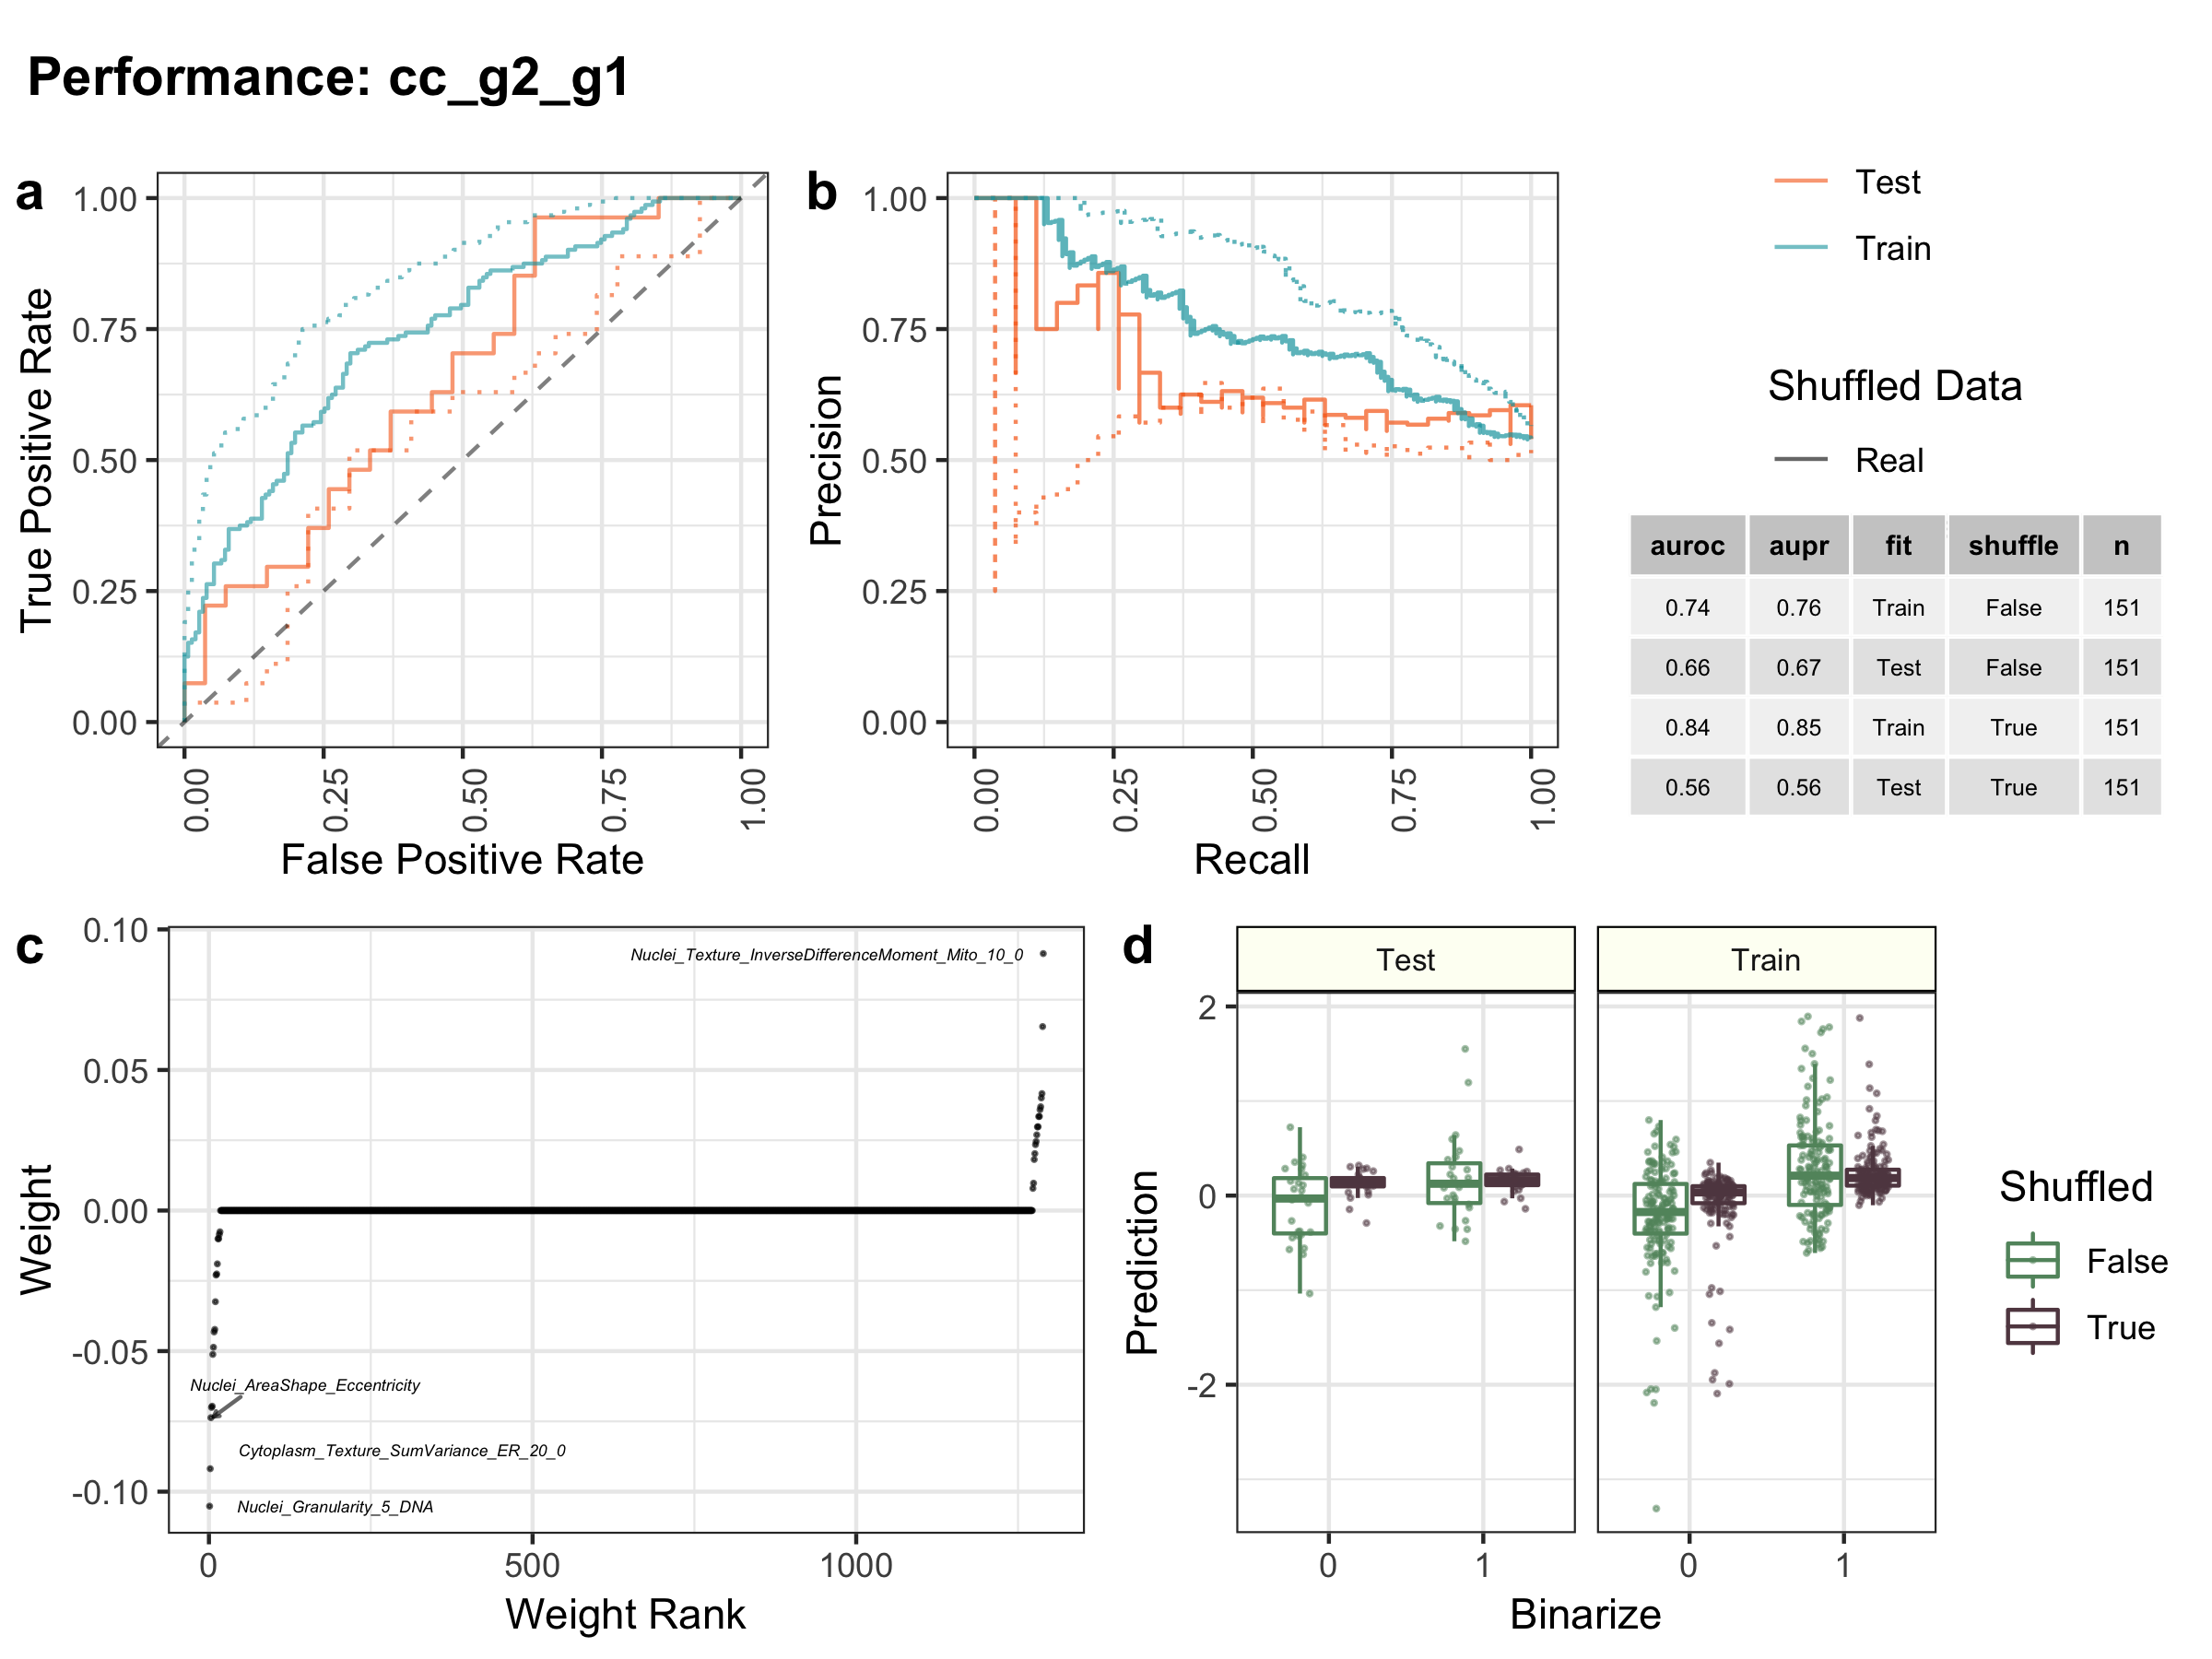 Performance: cc_g2_g1
a
1.00
0.75
0.50
0.25
0.00
True Positive Rate
0.00
0.25
0.50
0.75
1.00
False Positive Rate
b
1.00
0.75
0.50
0.25
0.00
Precision
0.00
0.25
0.50
0.75
1.00
Recall
Test
Train
Shuffled Data
Real
auroc aupr fit shuffle n
0.74 0.76 Train False 151
0.66 0.67 Test False 151
0.84 0.85 Train True 151
0.56 0.56 Test True 151
c
0.10
0.05
0.00
-0.05
-0.10
Weight
Nuclei_Texture_InverseDifferenceMoment_Mito_10_0
Nuclei_AreaShape_Eccentricity
Cytoplasm_Texture_SumVariance_ER_20_0
Nuclei_Granularity_5_DNA
0 500 1000
Weight Rank
d
Test Train
2
0
-2
Prediction
0 1 0 1
Binarize
Shuffled
False
True